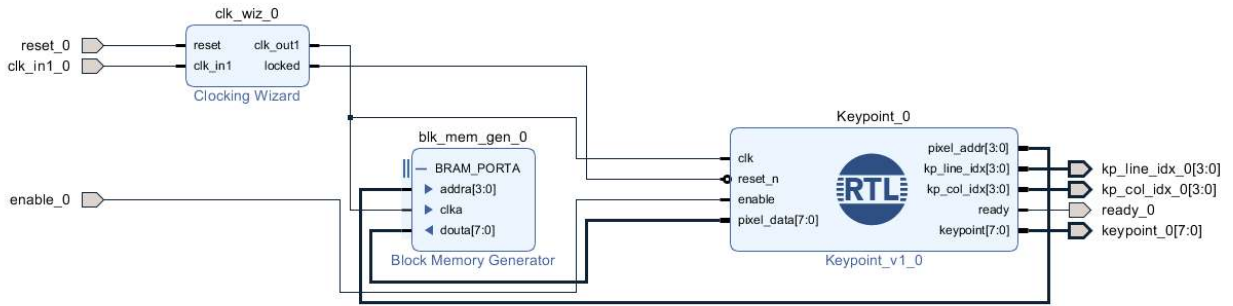 clk_wiz_0
reset_0
clk_in1_0
reset
clk_in1
clk_out1
locked
Clocking Wizard
enable_0
blk_mem_gen_0
BRAM_PORTA
addra[3:0]
clka
douta[7:0]
Block Memory Generator
Keypoint_0
clk
reset_n
enable
pixel_data[7:0]
RTL
pixel_addr[3:0]
kp_line_idx[3:0]
kp_col_idx[3:0]
ready
keypoint[7:0]
Keypoint_v1_0
kp_line_idx_0[3:0]
kp_col_idx_0[3:0]
ready_0
keypoint_0[7:0]